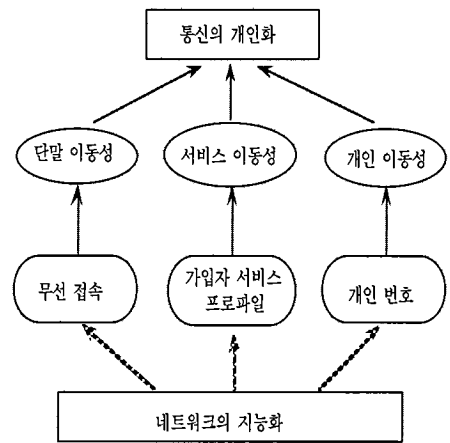 통신의 개인화
단말 이동성
서비스 이동성
개인 이동성
무선 접속
가입자 서비스
프로파일
개인 번호
네트워크의 지능화